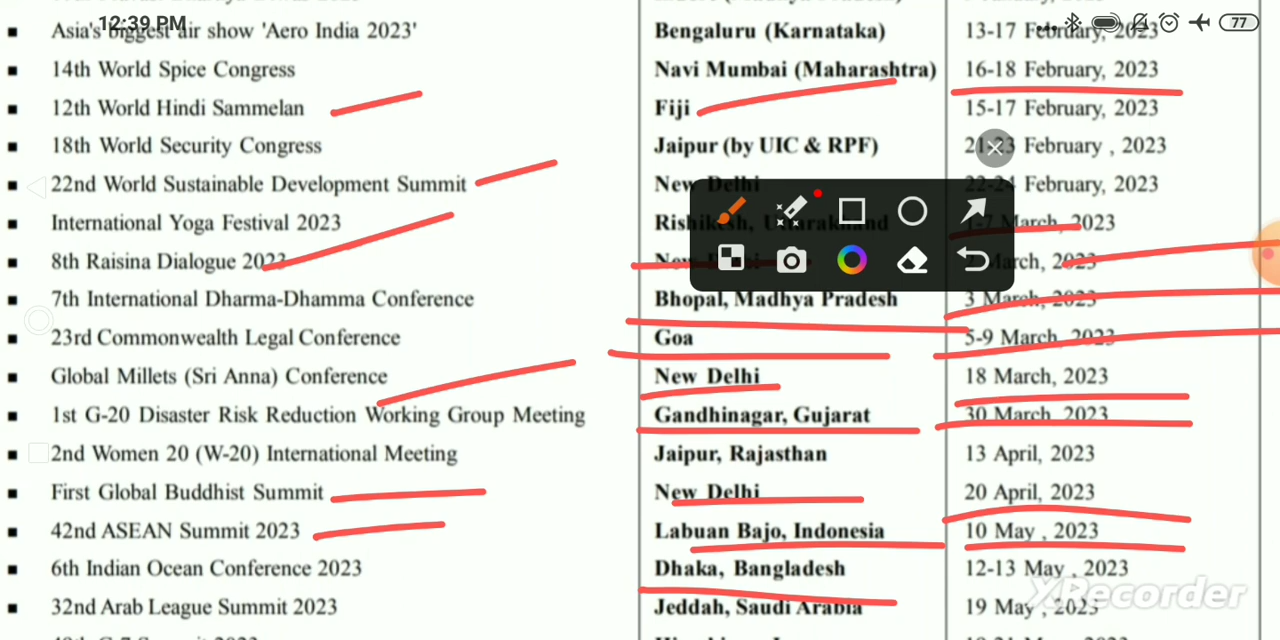 12:39 PM
77
Asia's biggest air show 'Aero India 2023' Bengaluru (Karnataka) 13-17 February, 2023
14th World Spice Congress Navi Mumbai (Maharashtra) 16-18 February, 2023
12th World Hindi Sammelan Fiji 15-17 February, 2023
18th World Security Congress Jaipur (by UIC & RPF) 21-23 February , 2023
22nd World Sustainable Development Summit New Delhi 22-24 February, 2023
International Yoga Festival 2023 Rishikesh, Uttarakhand 1-7 March, 2023
8th Raisina Dialogue 2023 New March, 2023
7th International Dharma-Dhamma Conference Bhopal, Madhya Pradesh 3 March, 2023
23rd Commonwealth Legal Conference Goa 5-9 March, 2023
Global Millets (Sri Anna) Conference New Delhi 18 March, 2023
1st G-20 Disaster Risk Reduction Working Group Meeting Gandhinagar, Gujarat 30 March, 2023
2nd Women 20 (W-20) International Meeting Jaipur, Rajasthan 13 April, 2023
First Global Buddhist Summit New Delhi 20 April, 2023
42nd ASEAN Summit 2023 Labuan Bajo, Indonesia 10 May , 2023
6th Indian Ocean Conference 2023 Dhaka, Bangladesh 12-13 May , 2023
32nd Arab League Summit 2023 Jeddah, Saudi Arabia 19 May , 2023
XRecorder